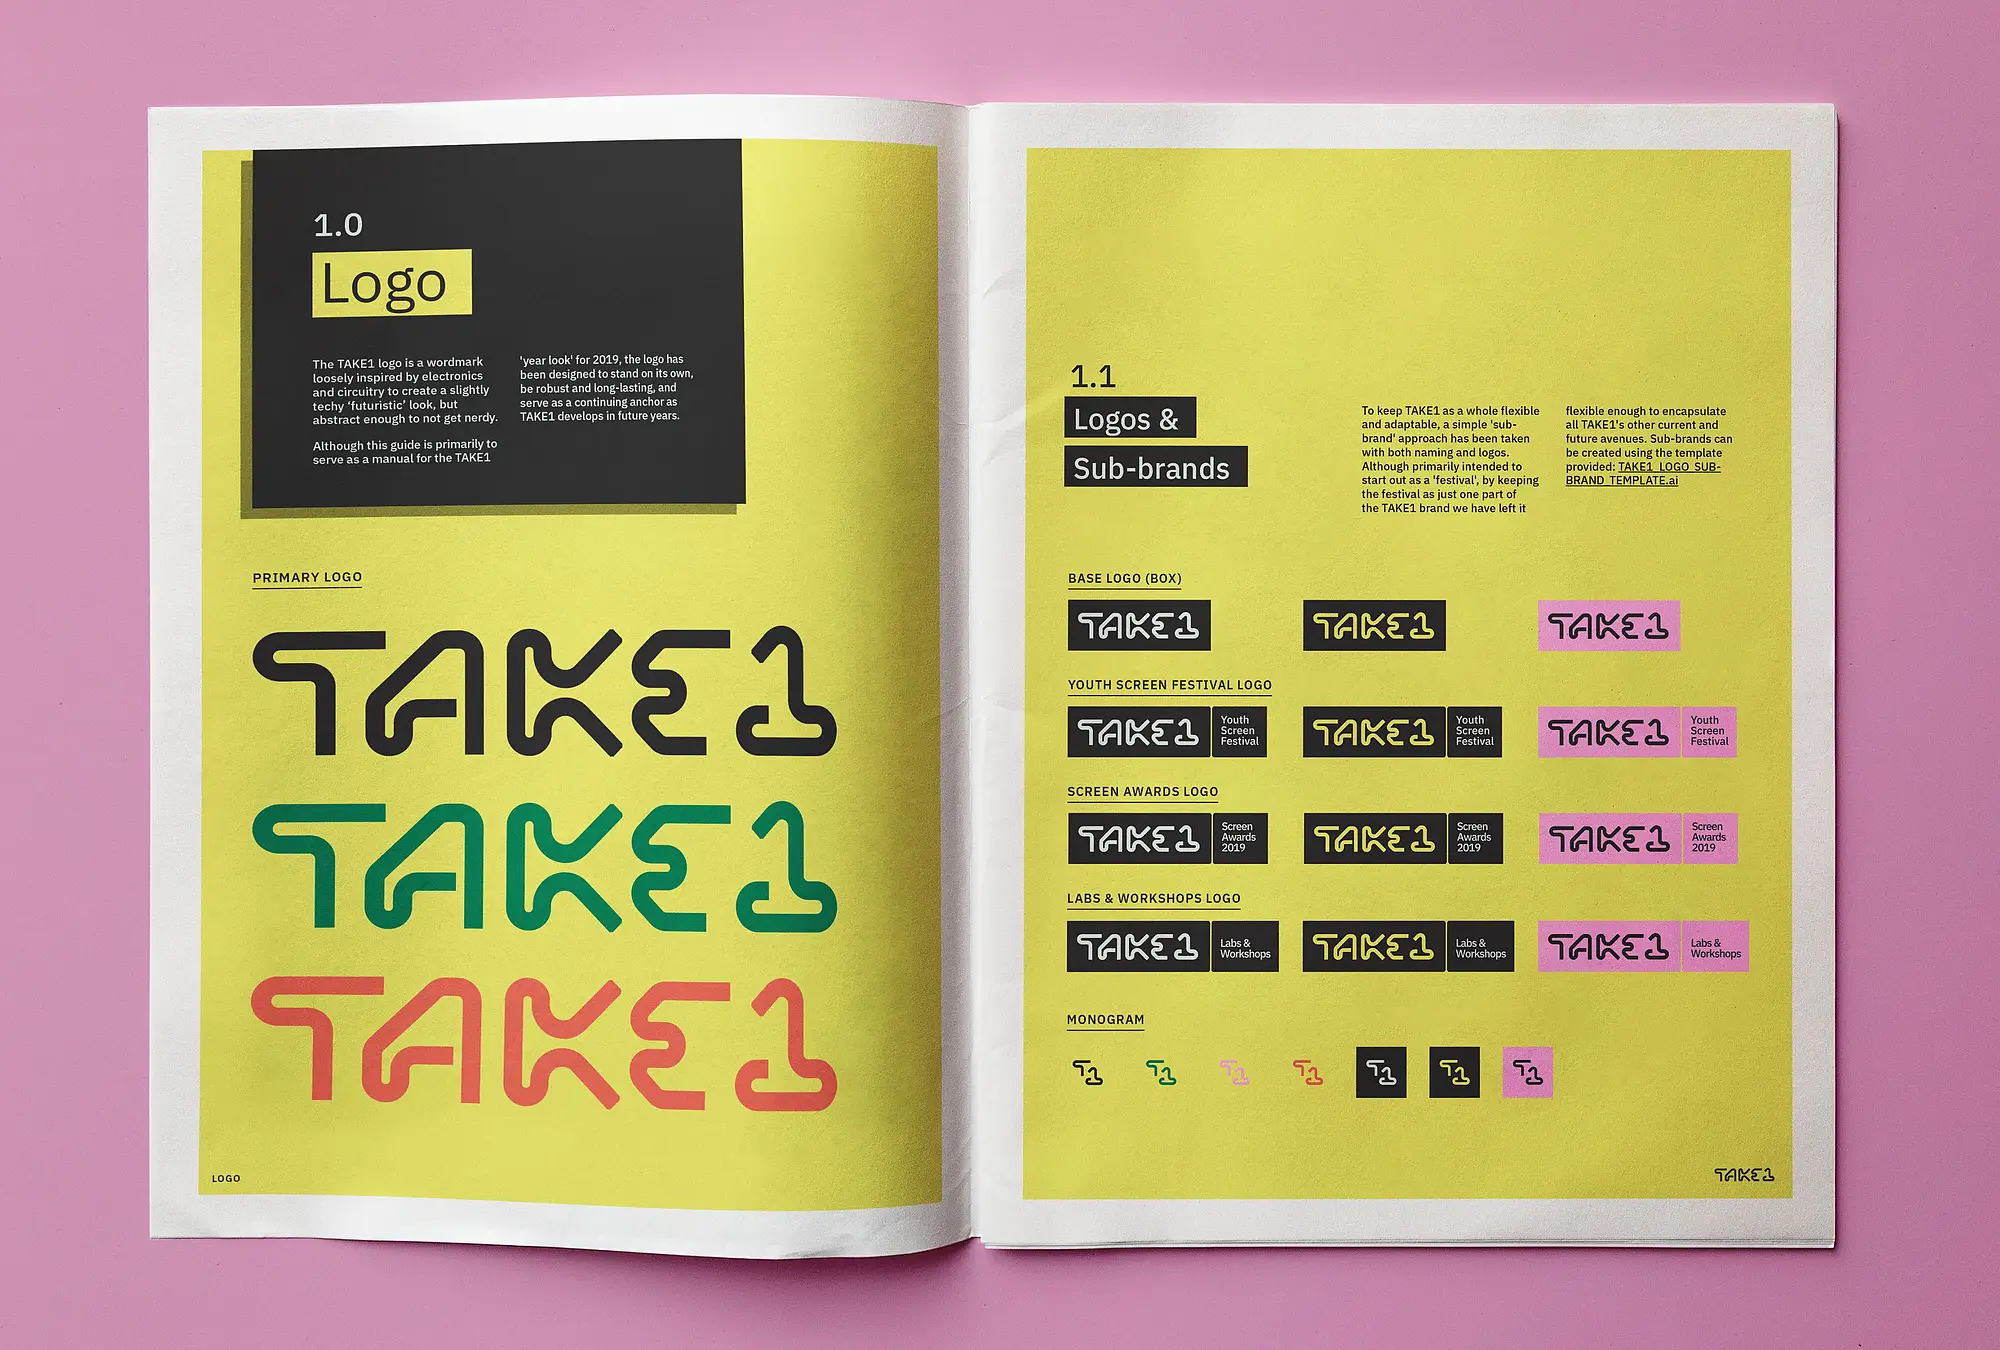 1.0
Logo
The TAKE1 logo is a wordmark
loosely inspired by electronics
and circuitry to create a slightly
techy ‘futuristic’ look, but
abstract enough to not get nerdy.
Although this guide is primarily to
serve as a manual for the TAKE1
'year look' for 2019, the logo has
been designed to stand on its own,
be robust and long-lasting, and
serve as a continuing anchor as
TAKE1 develops in future years.
PRIMARY LOGO
TAKE1
TAKE1
TAKE1
LOGO
1.1
Logos &
Sub-brands
To keep TAKE1 as a whole flexible
and adaptable, a simple 'sub-
brand' approach has been taken
with both naming and logos.
Although primarily intended to
start out as a 'festival', by keeping
the festival as just one part of
the TAKE1 brand we have left it
flexible enough to encapsulate
all TAKE1's other current and
future avenues. Sub-brands can
be created using the template
provided: TAKE1_LOGO_SUB-
BRAND_TEMPLATE.ai
BASE LOGO (BOX)
TAKE1 TAKE1 TAKE1
YOUTH SCREEN FESTIVAL LOGO
TAKE1
Youth
Screen
Festival
TAKE1
Youth
Screen
Festival
TAKE1
Youth
Screen
Festival
SCREEN AWARDS LOGO
TAKE1
Screen
Awards
2019
TAKE1
Screen
Awards
2019
TAKE1
Screen
Awards
2019
LABS & WORKSHOPS LOGO
TAKE1
Labs &
Workshops
TAKE1
Labs &
Workshops
TAKE1
Labs &
Workshops
MONOGRAM
T1 T1 T1 T1 T1 T1 T1
TAKE1